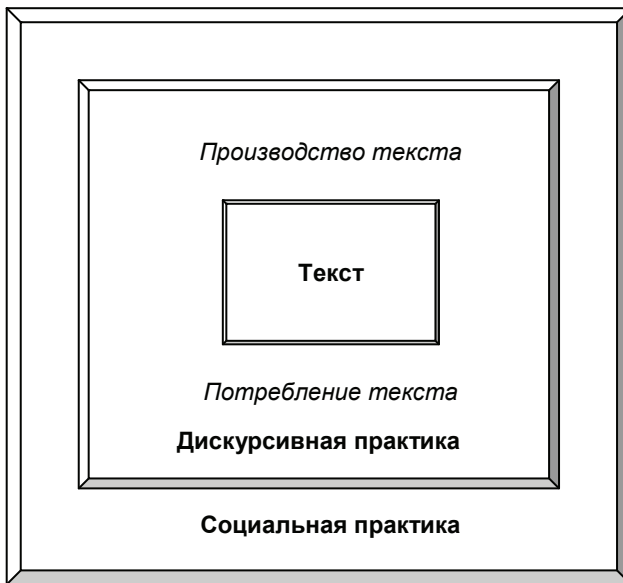 Производство текста
Текст
Потребление текста
Дискурсивная практика
Социальная практика